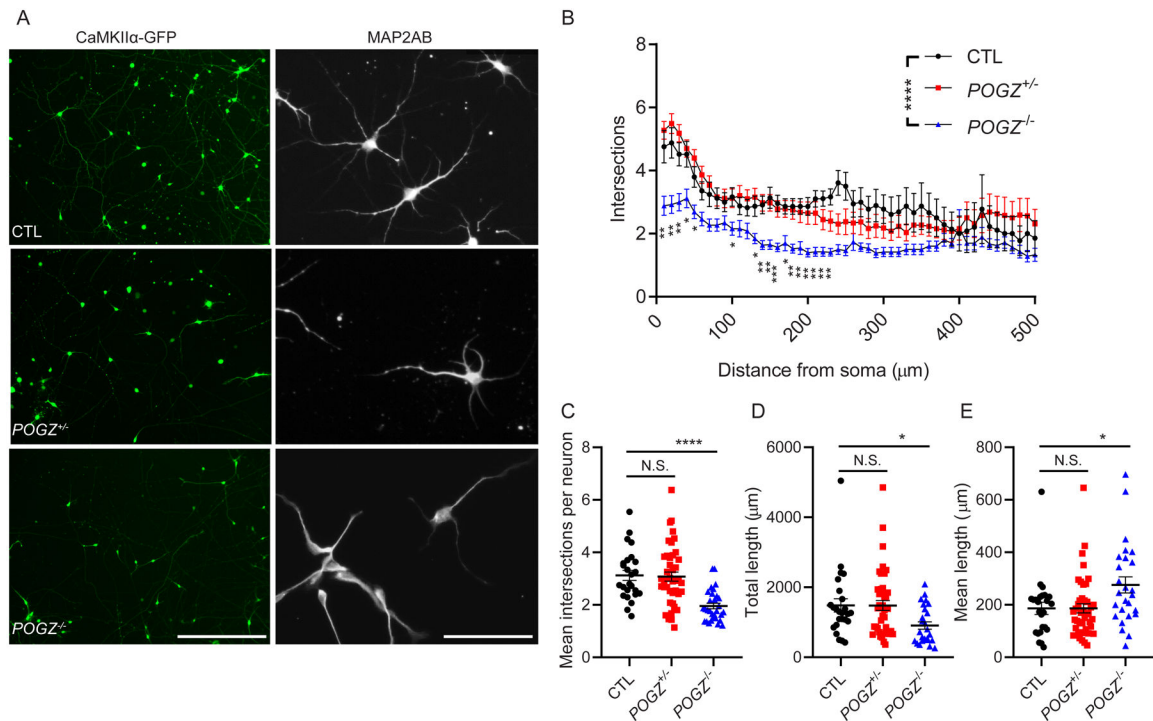 A
CaMKIIα-GFP
MAP2AB
CTL
POGZ+/-
POGZ-/-
B
Intersections
8
6
4
2
0
0
100
200
300
400
500
Distance from soma (μm)
CTL
POGZ+/-
POGZ-/-
****
**
**
**
*
*
*
*
**
**
***
*
**
**
**
**
**
**
C
Mean intersections per neuron
8
6
4
2
0
****
N.S.
CTL
POGZ+/-
POGZ-/-
D
Total length (μm)
6000
4000
2000
0
*
N.S.
CTL
POGZ+/-
POGZ-/-
E
Mean length (μm)
800
600
400
200
0
*
N.S.
CTL
POGZ+/-
POGZ-/-